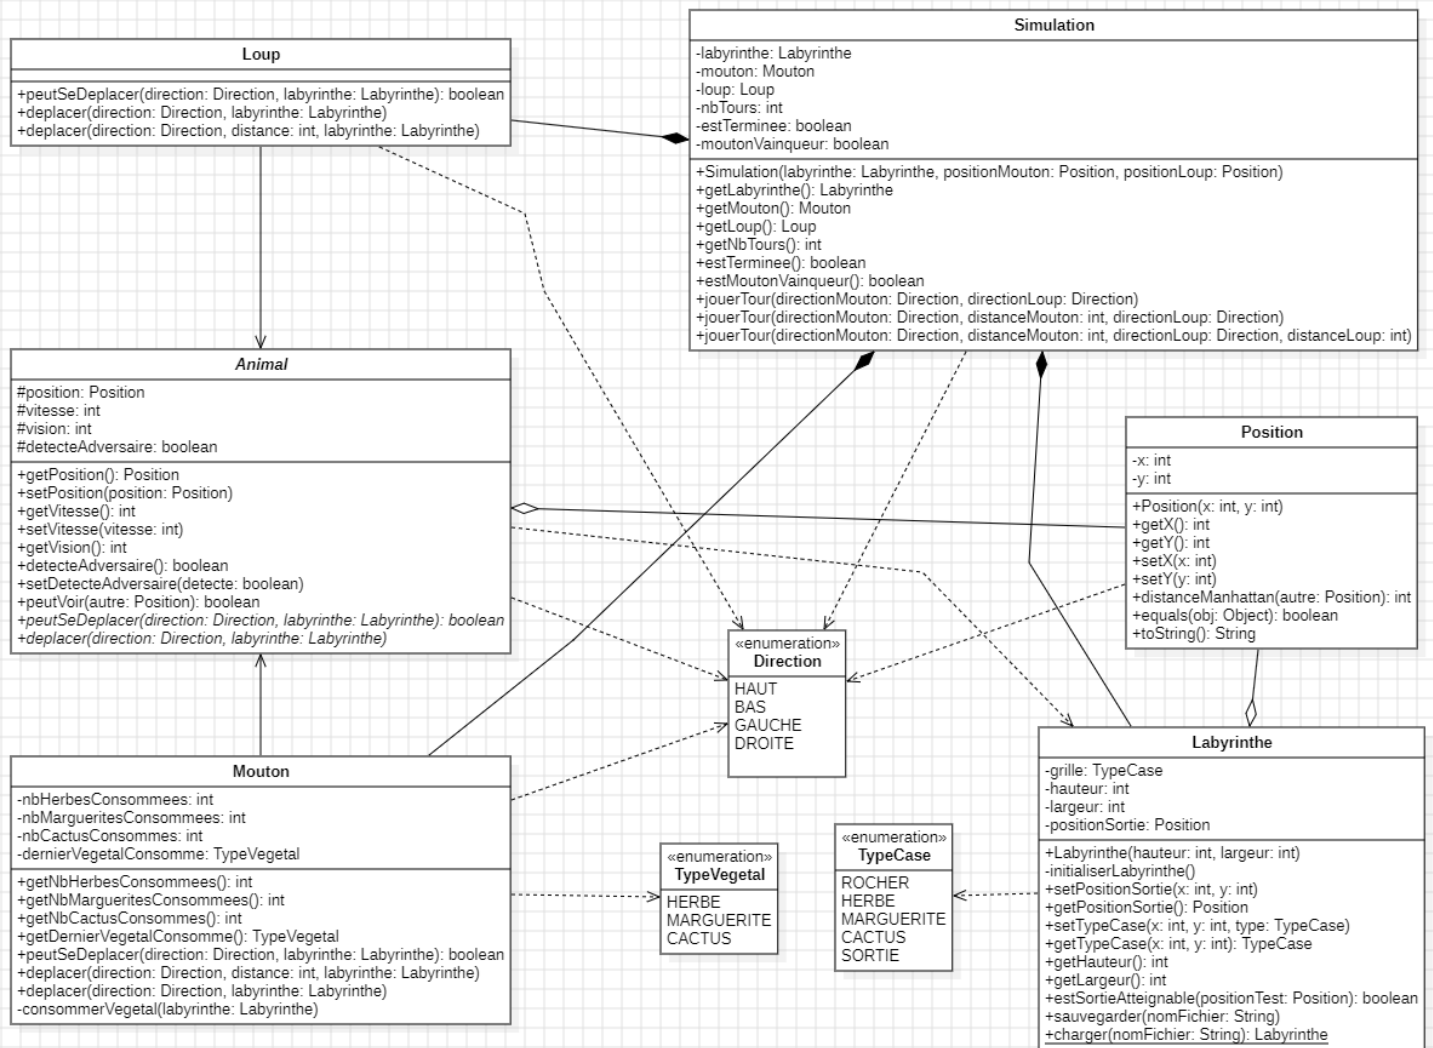 Loup
+peutSeDeplacer(direction: Direction, labyrinthe: Labyrinthe): boolean
+deplacer(direction: Direction, labyrinthe: Labyrinthe)
+deplacer(direction: Direction, distance: int, labyrinthe: Labyrinthe)
Simulation
-labyrinthe: Labyrinthe
-mouton: Mouton
-loup: Loup
-nbTours: int
-estTerminee: boolean
-moutonVainqueur: boolean
+Simulation(labyrinthe: Labyrinthe, positionMouton: Position, positionLoup: Position)
+getLabyrinthe(): Labyrinthe
+getMouton(): Mouton
+getLoup(): Loup
+getNbTours(): int
+estTerminee(): boolean
+estMoutonVainqueur(): boolean
+jouerTour(directionMouton: Direction, directionLoup: Direction)
+jouerTour(directionMouton: Direction, distanceMouton: int, directionLoup: Direction)
+jouerTour(directionMouton: Direction, distanceMouton: int, directionLoup: Direction, distanceLoup: int)
Animal
#position: Position
#vitesse: int
#vision: int
#detecteAdversaire: boolean
+getPosition(): Position
+setPosition(position: Position)
+getVitesse(): int
+setVitesse(vitesse: int)
+getVision(): int
+detecteAdversaire(): boolean
+setDetecteAdversaire(detecte: boolean)
+peutVoir(autre: Position): boolean
+peutSeDeplacer(direction: Direction, labyrinthe: Labyrinthe): boolean
+deplacer(direction: Direction, labyrinthe: Labyrinthe)
Position
-x: int
-y: int
+Position(x: int, y: int)
+getX(): int
+getY(): int
+setX(x: int)
+setY(y: int)
+distanceManhattan(autre: Position): int
+equals(obj: Object): boolean
+toString(): String
«enumeration»
Direction
HAUT
BAS
GAUCHE
DROITE
Mouton
-nbHerbesConsommees: int
-nbMargueritesConsommees: int
-nbCactusConsommes: int
-dernierVegetalConsomme: TypeVegetal
+getNbHerbesConsommees(): int
+getNbMargueritesConsommees(): int
+getNbCactusConsommes(): int
+getDernierVegetalConsomme(): TypeVegetal
+peutSeDeplacer(direction: Direction, labyrinthe: Labyrinthe): boolean
+deplacer(direction: Direction, distance: int, labyrinthe: Labyrinthe)
+deplacer(direction: Direction, labyrinthe: Labyrinthe)
-consommerVegetal(labyrinthe: Labyrinthe)
«enumeration»
TypeVegetal
HERBE
MARGUERITE
CACTUS
«enumeration»
TypeCase
ROCHER
HERBE
MARGUERITE
CACTUS
SORTIE
Labyrinthe
-grille: TypeCase
-hauteur: int
-largeur: int
-positionSortie: Position
+Labyrinthe(hauteur: int, largeur: int)
-initialiserLabyrinthe()
+setPositionSortie(x: int, y: int)
+getPositionSortie(): Position
+setTypeCase(x: int, y: int, type: TypeCase)
+getTypeCase(x: int, y: int): TypeCase
+getHauteur(): int
+getLargeur(): int
+estSortieAtteignable(positionTest: Position): boolean
+sauvegarder(nomFichier: String)
+charger(nomFichier: String): Labyrinthe